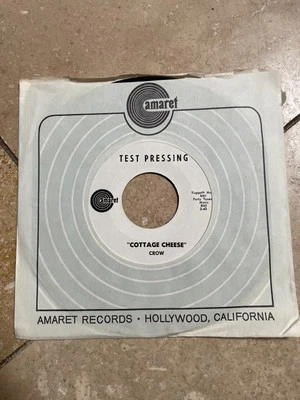 amaret
TEST PRESSING
amaret
"COTTAGE CHEESE"
CROW
AMARET RECORDS • HOLLYWOOD, CALIFORNIA